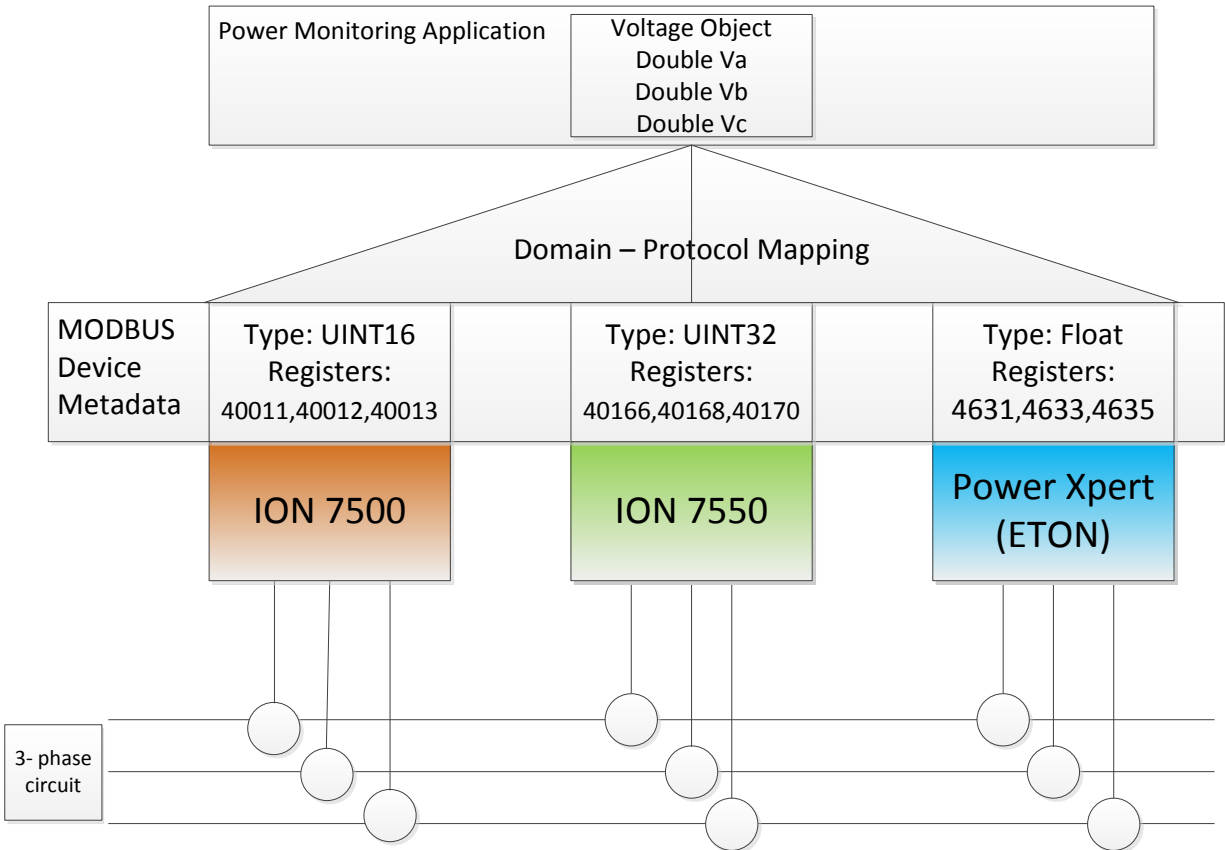 Power Monitoring Application
Voltage Object
Double Va
Double Vb
Double Vc
Domain – Protocol Mapping
MODBUS
Device
Metadata
Type: UINT16
Registers:
40011,40012,40013
Type: UINT32
Registers:
40166,40168,40170
Type: Float
Registers:
4631,4633,4635
ION 7500
ION 7550
Power Xpert
(ETON)
3- phase
circuit